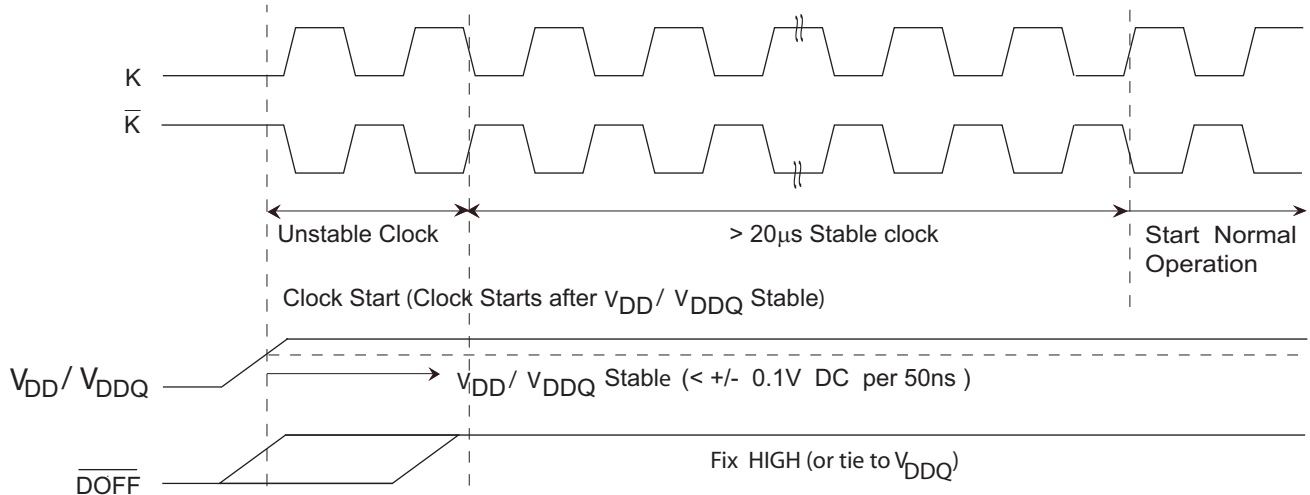 K
K
Unstable Clock
> 20μs Stable clock
Start Normal
Operation
Clock Start (Clock Starts after VDD/ VDDQ Stable)
VDD/ VDDQ
VDD/ VDDQ Stable (< +/- 0.1V DC per 50ns )
Fix HIGH (or tie to VDDQ)
DOFF